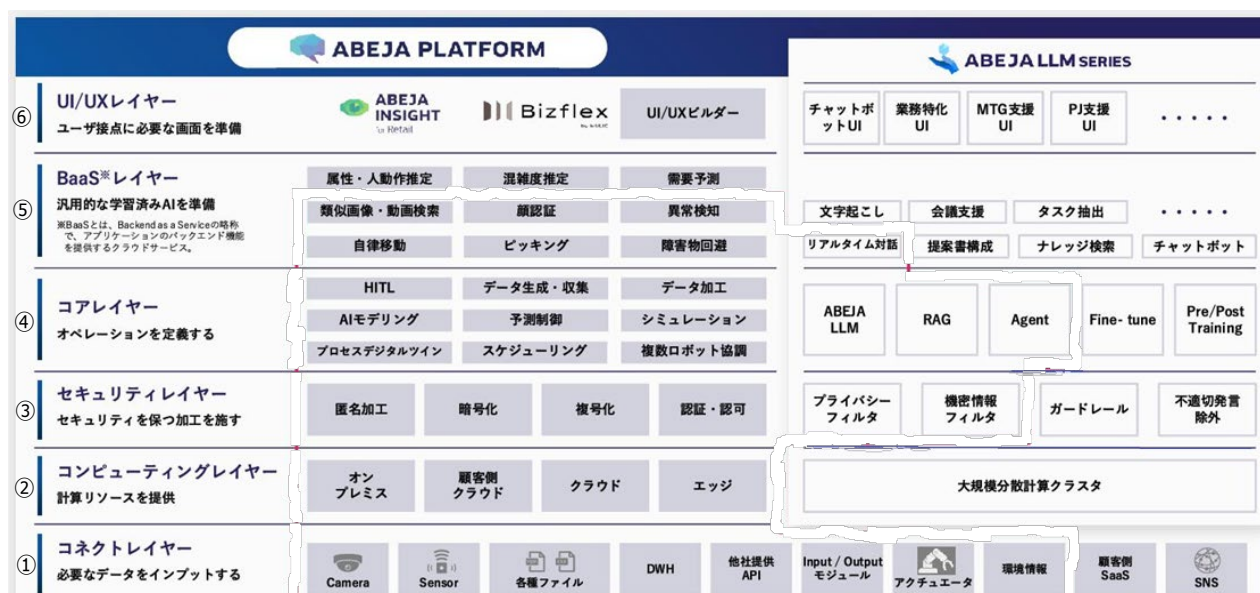 ABEJA PLATFORM
ABEJA LLM SERIES
⑥
UI/UXレイヤー
ユーザ接点に必要な画面を準備
ABEJA
INSIGHT
for Retail
Bizflex
UI/UXビルダー
チャットボ
ットUI
業務特化
UI
MTG支援
UI
PJ支援
UI
・・・・・
⑤
BaaS※レイヤー
汎用的な学習済みAIを準備
※BaaSとは、Backend as a Serviceの略称
で、アプリケーションのバックエンド機能
を提供するクラウドサービス。
属性・人動作推定
混雑度推定
需要予測
類似画像・動画検索
顔認証
異常検知
自律移動
ピッキング
障害物回避
文字起こし
会議支援
タスク抽出
・・・・・
リアルタイム対話
提案書構成
ナレッジ検索
チャットボット
④
コアレイヤー
オペレーションを定義する
HITL
データ生成・収集
データ加工
AIモデリング
予測制御
シミュレーション
プロセスデジタルツイン
スケジューリング
複数ロボット協調
ABEJA
LLM
RAG
Agent
Fine- tune
Pre/Post
Training
③
セキュリティレイヤー
セキュリティを保つ加工を施す
匿名加工
暗号化
複号化
認証・認可
プライバシー
フィルタ
機密情報
フィルタ
ガードレール
不適切発言
除外
②
コンピューティングレイヤー
計算リソースを提供
オン
プレミス
顧客側
クラウド
クラウド
エッジ
大規模分散計算クラスタ
①
コネクトレイヤー
必要なデータをインプットする
Camera
Sensor
各種ファイル
DWH
他社提供
API
Input / Output
モジュール
アクチュエータ
環境情報
顧客側
SaaS
SNS